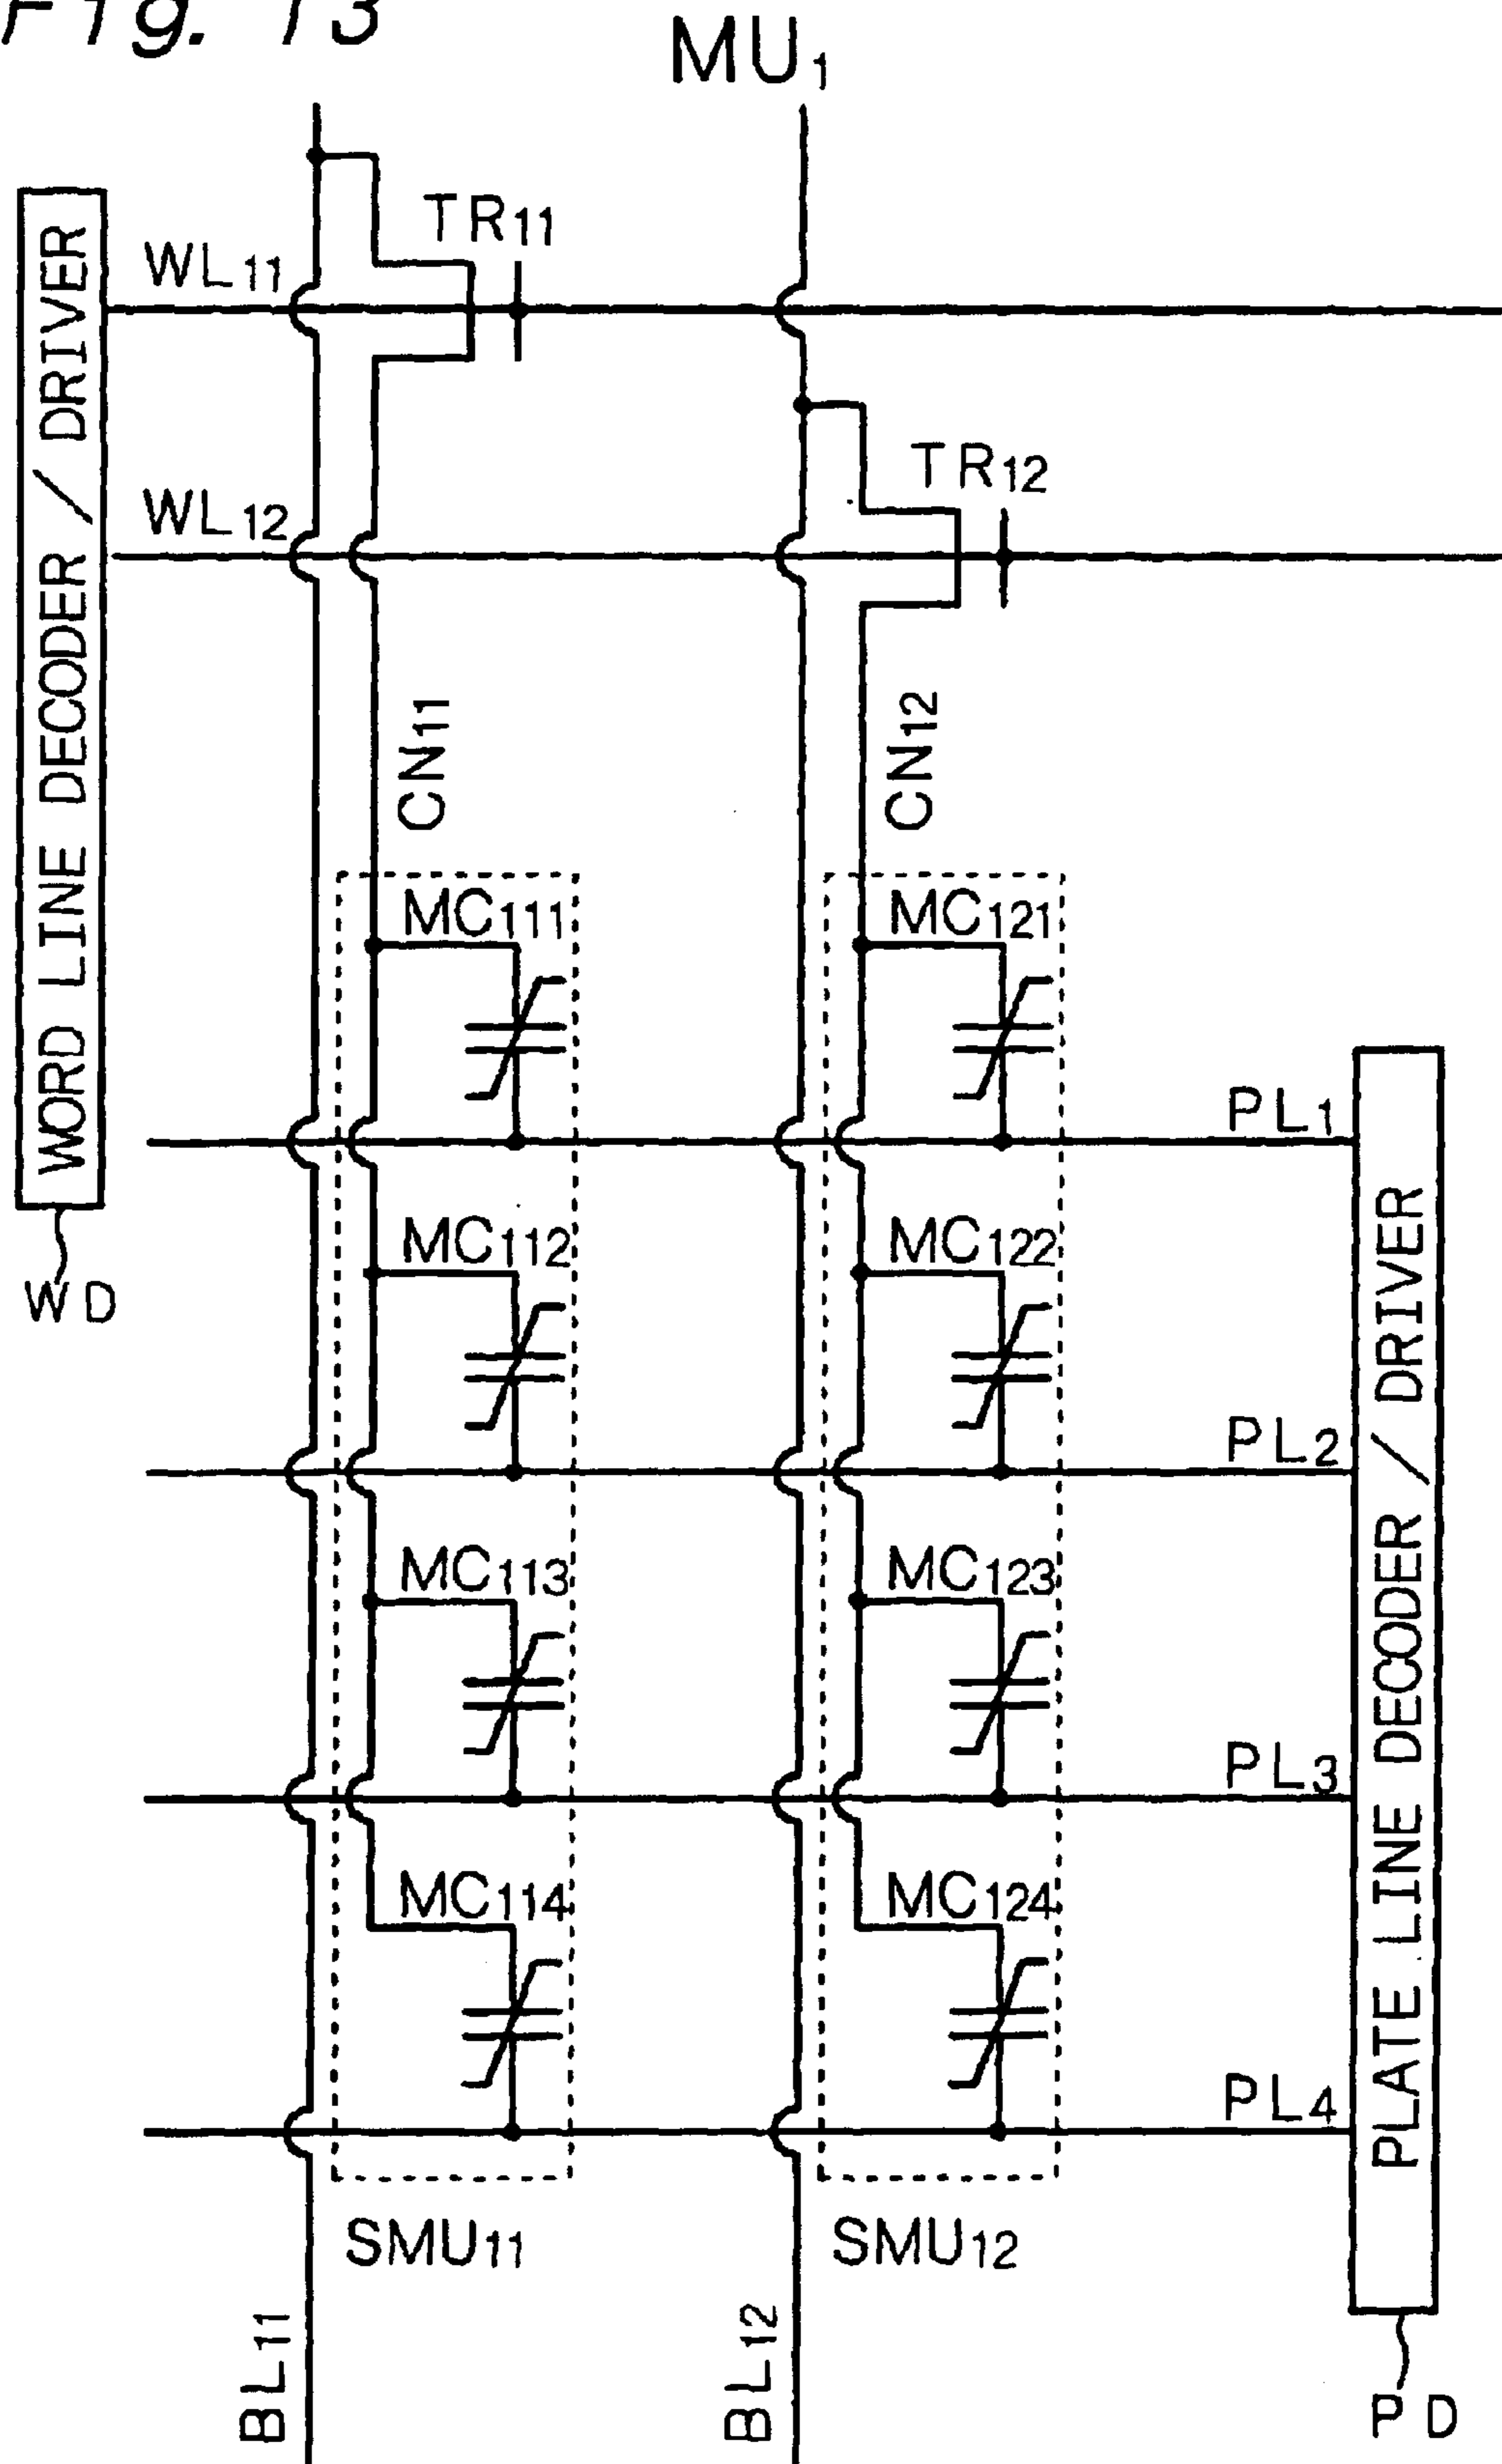 Fig. 13
MU1
TR11
WL11
TR12
WL12
WORD LINE DECODER / DRIVER
WD
CN11
CN12
MC111
MC121
PL1
MC112
MC122
PL2
MC113
MC123
PL3
MC114
MC124
PL4
PLATE LINE DECODER / DRIVER
PD
SMU11
SMU12
BL11
BL12